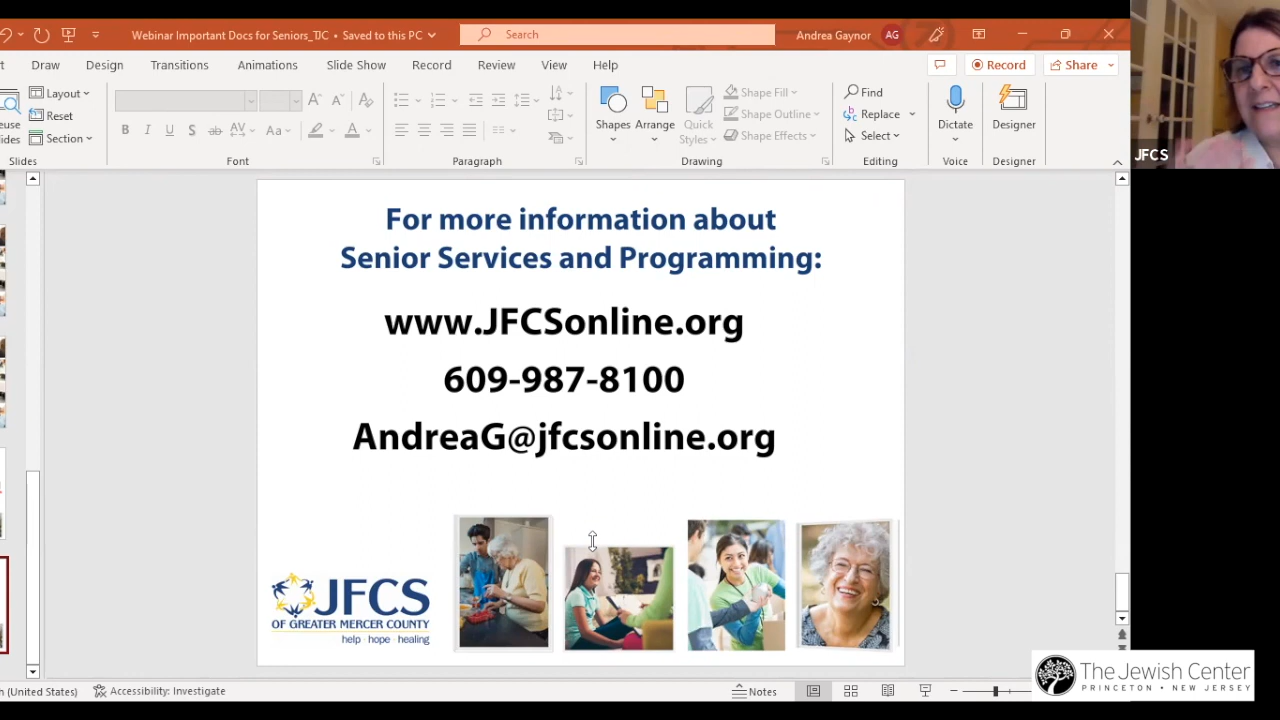 Webinar Important Docs for Seniors_TJC • Saved to this PC
Search
Andrea Gaynor
AG
Draw
Design
Transitions
Animations
Slide Show
Record
Review
View
Help
Record
Share
Layout
Reset
Section
Slides
B I U S ab AV Aa A
Font
Paragraph
Shapes
Arrange
Quick
Styles
Shape Fill
Shape Outline
Shape Effects
Drawing
Find
Replace
Select
Editing
Dictate
Voice
Designer
Designer
JFCS
For more information about
Senior Services and Programming:
www.JFCSonline.org
609-987-8100
AndreaG@jfcsonline.org
JFCS
OF GREATER MERCER COUNTY
help · hope · healing
(United States)
Accessibility: Investigate
Notes
The Jewish Center
PRINCETON • NEW JERSEY